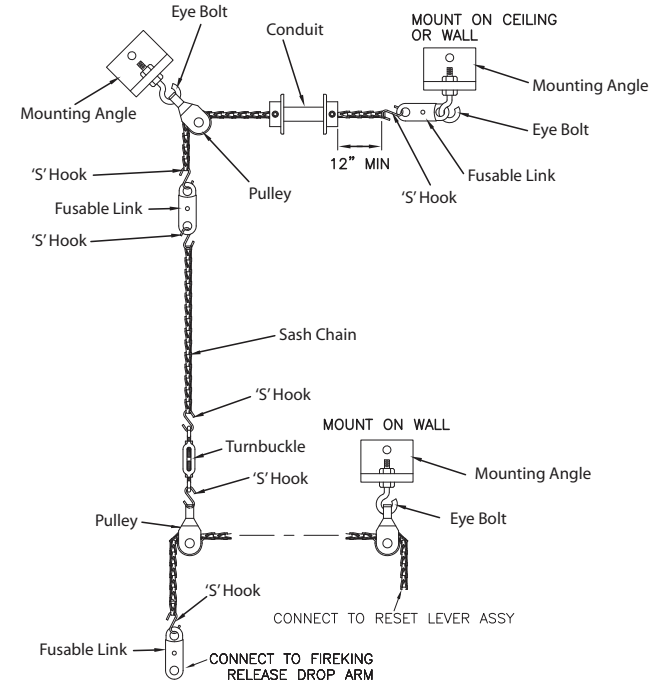 Eye Bolt
Conduit
MOUNT ON CEILING
OR WALL
Mounting Angle
Mounting Angle
Eye Bolt
12” MIN
Fusable Link
‘S’ Hook
Pulley
‘S’ Hook
Fusable Link
‘S’ Hook
Sash Chain
‘S’ Hook
MOUNT ON WALL
Turnbuckle
Mounting Angle
‘S’ Hook
Pulley
Eye Bolt
‘S’ Hook
CONNECT TO RESET LEVER ASSY
Fusable Link
CONNECT TO FIREKING
RELEASE DROP ARM